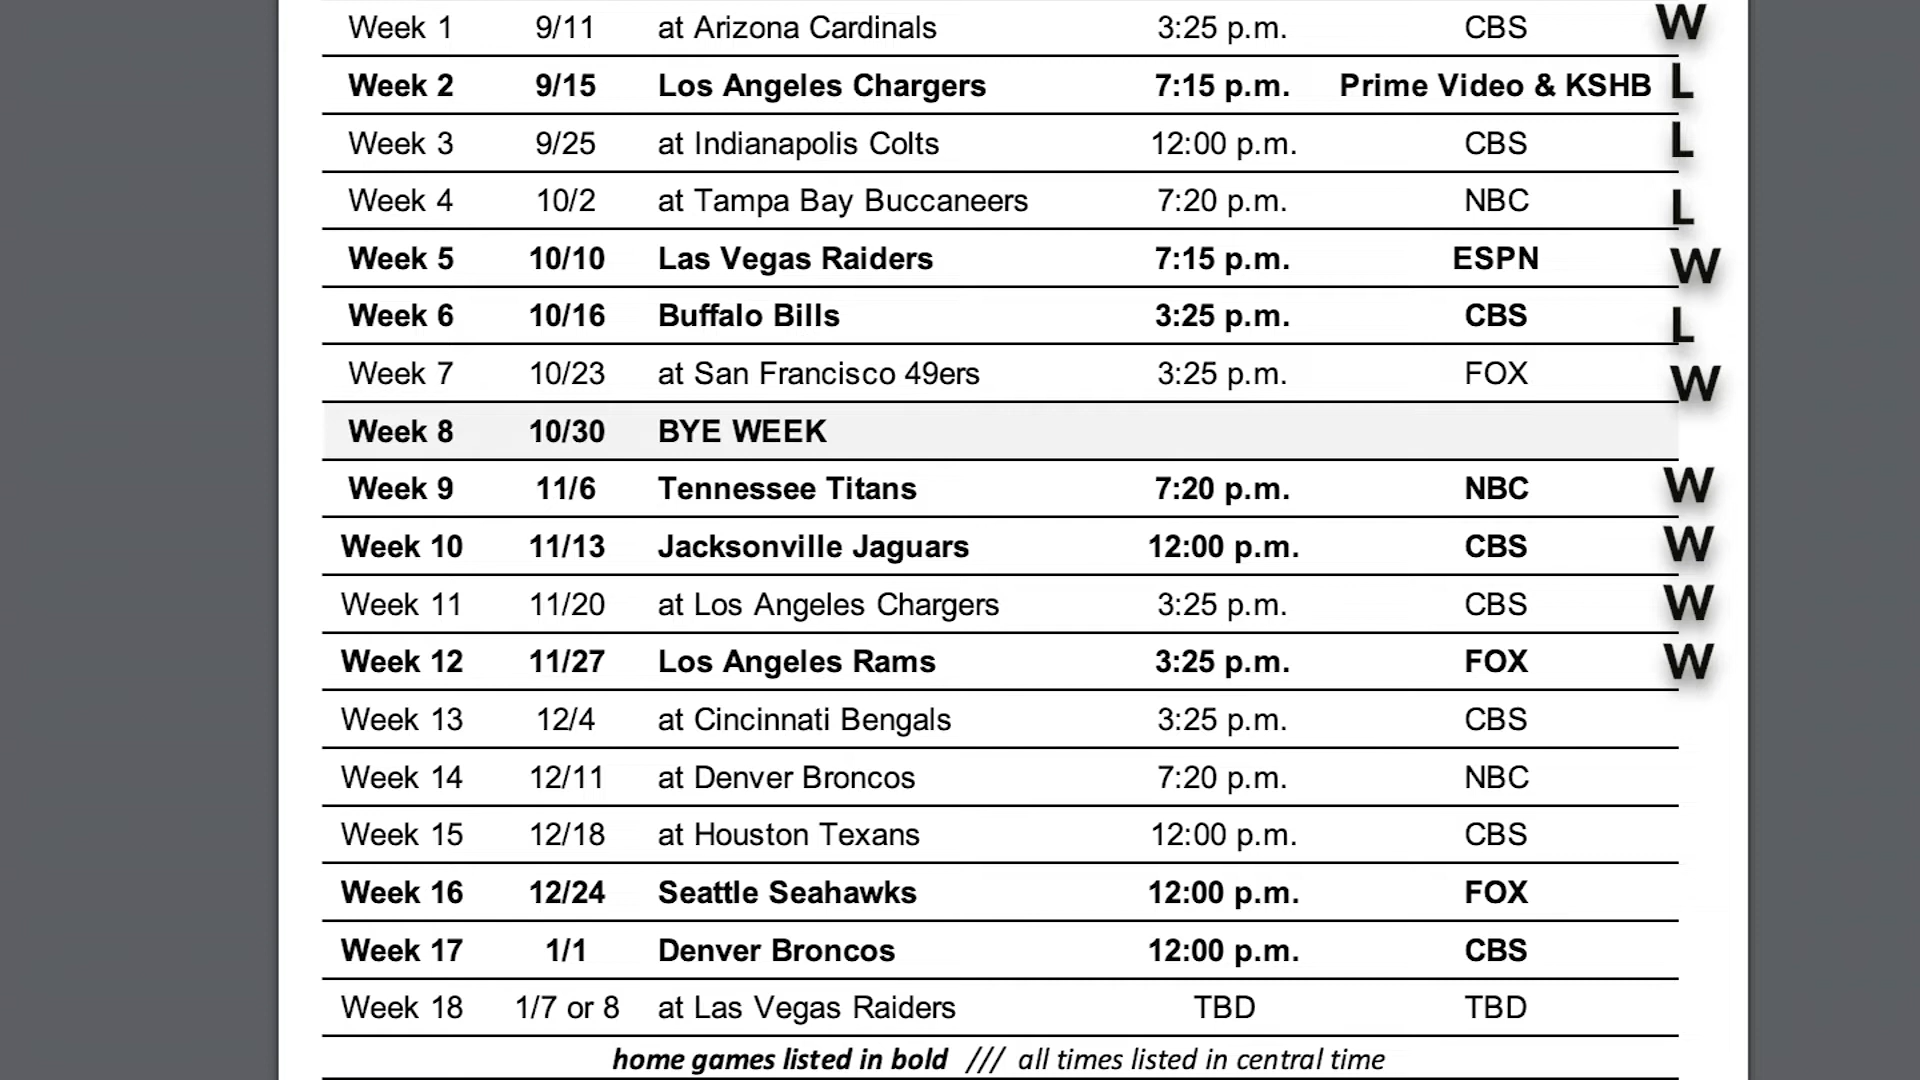 Week 1 9/11 at Arizona Cardinals 3:25 p.m. CBS W
Week 2 9/15 Los Angeles Chargers 7:15 p.m. Prime Video & KSHB L
Week 3 9/25 at Indianapolis Colts 12:00 p.m. CBS L
Week 4 10/2 at Tampa Bay Buccaneers 7:20 p.m. NBC L
Week 5 10/10 Las Vegas Raiders 7:15 p.m. ESPN W
Week 6 10/16 Buffalo Bills 3:25 p.m. CBS L
Week 7 10/23 at San Francisco 49ers 3:25 p.m. FOX W
Week 8 10/30 BYE WEEK
Week 9 11/6 Tennessee Titans 7:20 p.m. NBC W
Week 10 11/13 Jacksonville Jaguars 12:00 p.m. CBS W
Week 11 11/20 at Los Angeles Chargers 3:25 p.m. CBS W
Week 12 11/27 Los Angeles Rams 3:25 p.m. FOX W
Week 13 12/4 at Cincinnati Bengals 3:25 p.m. CBS
Week 14 12/11 at Denver Broncos 7:20 p.m. NBC
Week 15 12/18 at Houston Texans 12:00 p.m. CBS
Week 16 12/24 Seattle Seahawks 12:00 p.m. FOX
Week 17 1/1 Denver Broncos 12:00 p.m. CBS
Week 18 1/7 or 8 at Las Vegas Raiders TBD TBD
home games listed in bold /// all times listed in central time